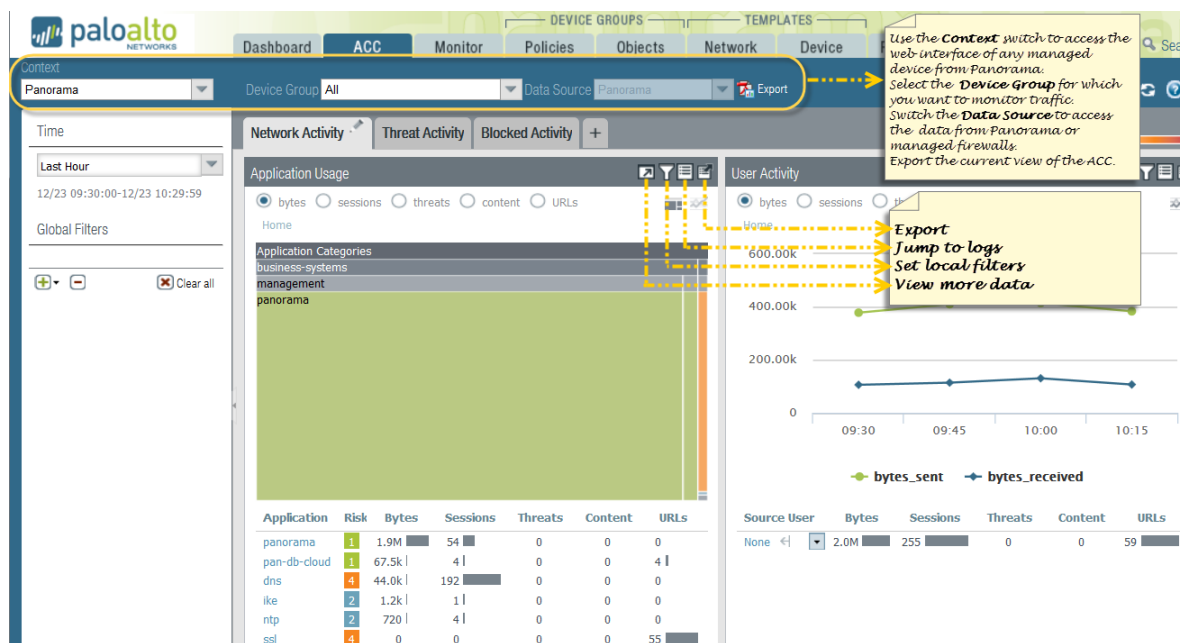 paloalto
NETWORKS
DEVICE GROUPS
TEMPLATES
Dashboard ACC Monitor Policies Objects Network Device
Context
Panorama
Device Group All
Data Source Panorama
Export
Use the Context switch to access the
web interface of any managed
device from Panorama.
Select the Device Group for which
you want to monitor traffic.
Switch the Data Source to access
the data from Panorama or
managed firewalls.
Export the current view of the ACC.
Time
Last Hour
12/23 09:30:00-12/23 10:29:59
Global Filters
Clear all
Network Activity Threat Activity Blocked Activity +
Application Usage
bytes sessions threats content URLs
Home
Application Categories
business-systems
management
panorama
Application Risk Bytes Sessions Threats Content URLs
panorama 1 1.9M 54 0 0 0
pan-db-cloud 1 67.5k 4 0 0 4
dns 4 44.0k 192 0 0 0
ike 2 1.2k 1 0 0 0
ntp 2 720 4 0 0 0
ssl 4 0 0 0 0 55
User Activity
bytes sessions
Home
Export
Jump to logs
Set local filters
View more data
600.00k
400.00k
200.00k
0
09:30 09:45 10:00 10:15
bytes_sent bytes_received
Source User Bytes Sessions Threats Content URLs
None 2.0M 255 0 0 59